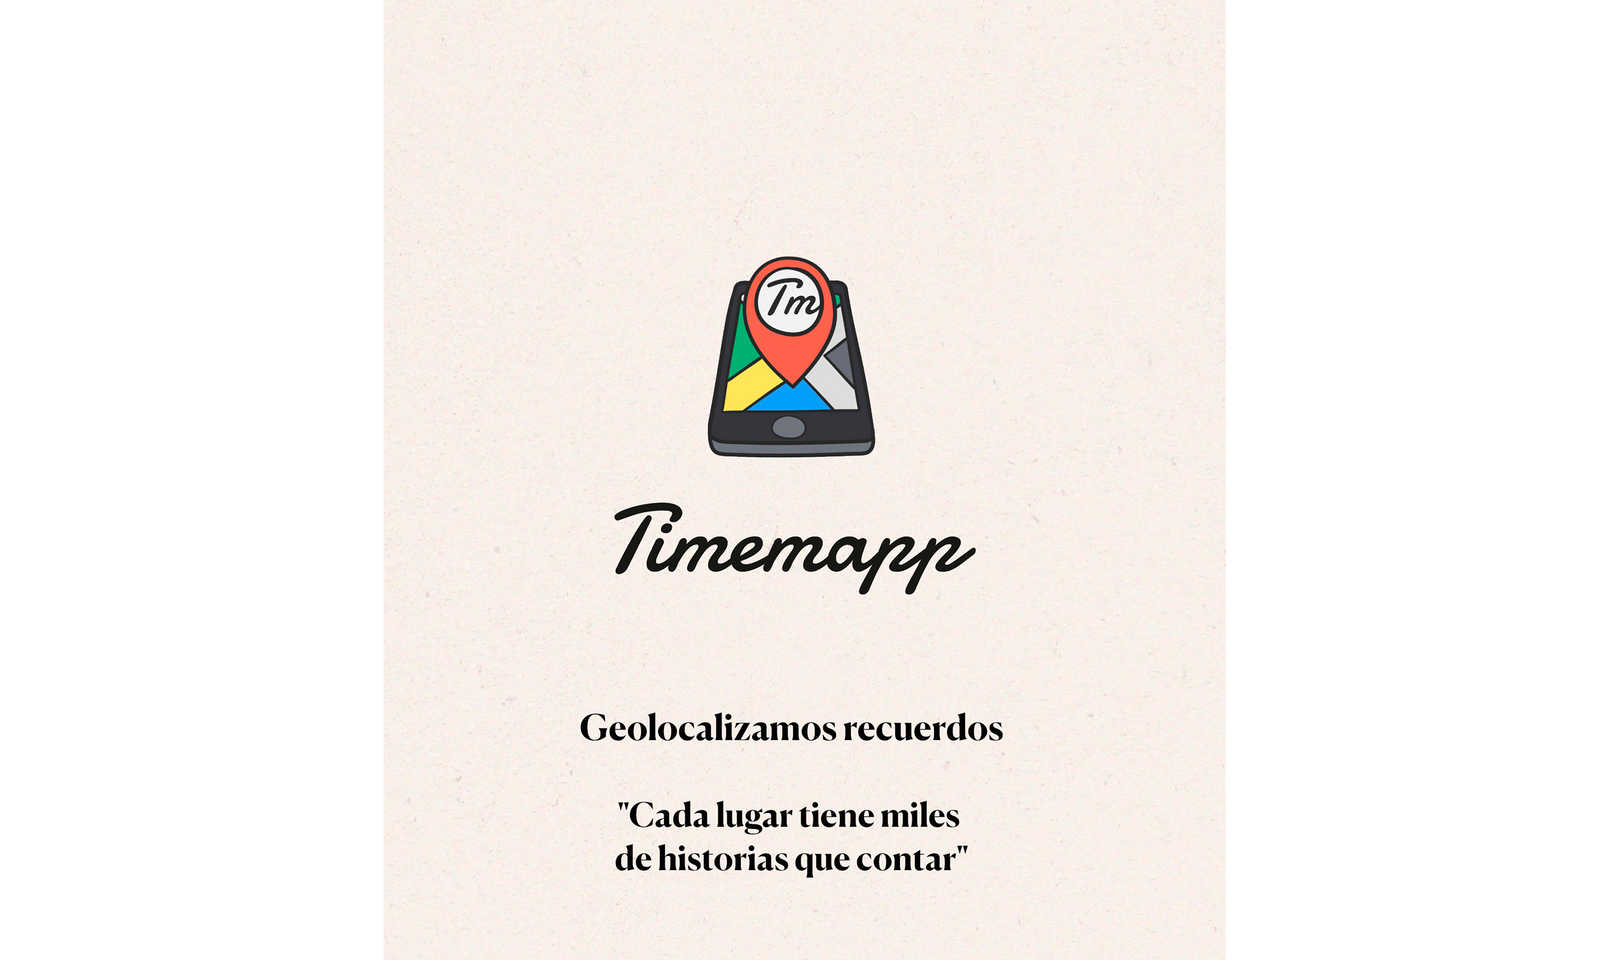 Tm
Timemapp
Geolocalizamos recuerdos
"Cada lugar tiene miles
de historias que contar"